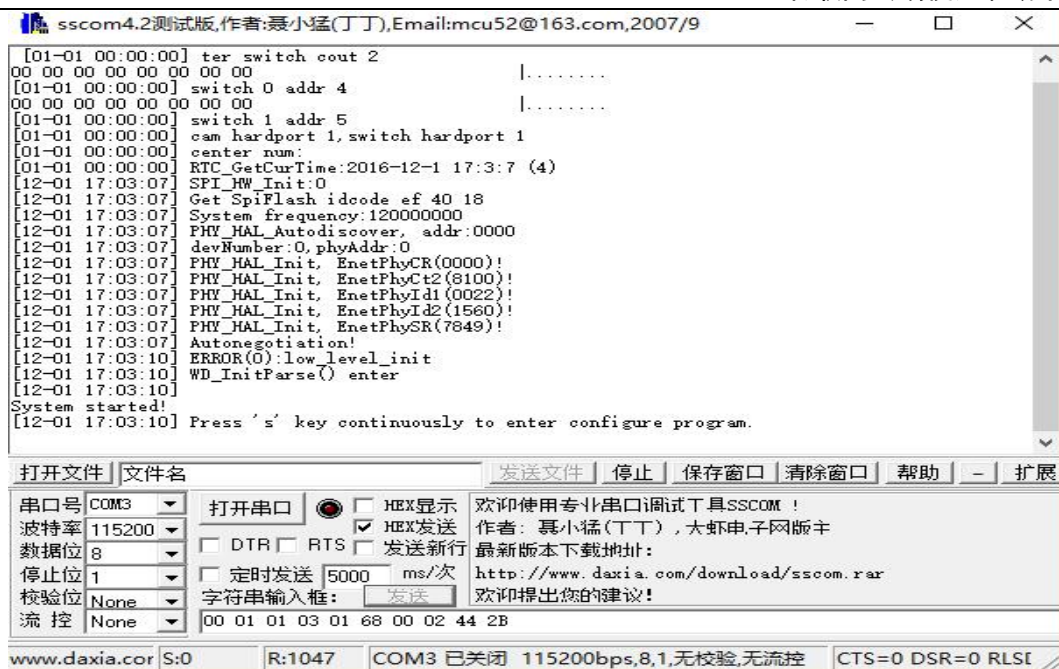 sscom4.2测试版,作者:聂小猛(丁丁),Email:mcu52@163.com,2007/9
[01-01 00:00:00] ter switch cout 2
00 00 00 00 00 00 00 00 |........
[01-01 00:00:00] switch 0 addr 4
00 00 00 00 00 00 00 00 |........
[01-01 00:00:00] switch 1 addr 5
[01-01 00:00:00] cam hardport 1,switch hardport 1
[01-01 00:00:00] center num:
[01-01 00:00:00] RTC_GetCurTime:2016-12-1 17:3:7 (4)
[12-01 17:03:07] SPI_HW_Init:0
[12-01 17:03:07] Get SpiFlash idcode ef 40 18
[12-01 17:03:07] System frequency:120000000
[12-01 17:03:07] PHY_HAL_Autodiscover, addr:0000
[12-01 17:03:07] devNumber:0,phyAddr:0
[12-01 17:03:07] PHY_HAL_Init, EnetPhyCR(0000)!
[12-01 17:03:07] PHY_HAL_Init, EnetPhyCt2(8100)!
[12-01 17:03:07] PHY_HAL_Init, EnetPhyId1(0022)!
[12-01 17:03:07] PHY_HAL_Init, EnetPhyId2(1560)!
[12-01 17:03:07] PHY_HAL_Init, EnetPhySR(7849)!
[12-01 17:03:07] Autonegotiation!
[12-01 17:03:10] ERROR(0):low_level_init
[12-01 17:03:10] WD_InitParse() enter
[12-01 17:03:10]
System started!
[12-01 17:03:10] Press 's' key continuously to enter configure program.
打开文件 文件名 发送文件 停止 保存窗口 清除窗口 帮助 - 扩展
串口号 COM3 打开串口 HEX显示 欢迎使用专业串口调试工具SSCOM !
波特率 115200 HEX发送 作者: 聂小猛(丁丁),大虾电子网版主
数据位 8 DTR RTS 发送新行 最新版本下载地址:
停止位 1 定时发送 5000 ms/次 http://www.daxia.com/download/sscom.rar
校验位 None 字符串输入框: 发送 欢迎提出您的建议!
流 控 None 00 01 01 03 01 68 00 02 44 2B
www.daxia.cor S:0 R:1047 COM3 已关闭 115200bps,8,1,无校验,无流控 CTS=0 DSR=0 RLSI